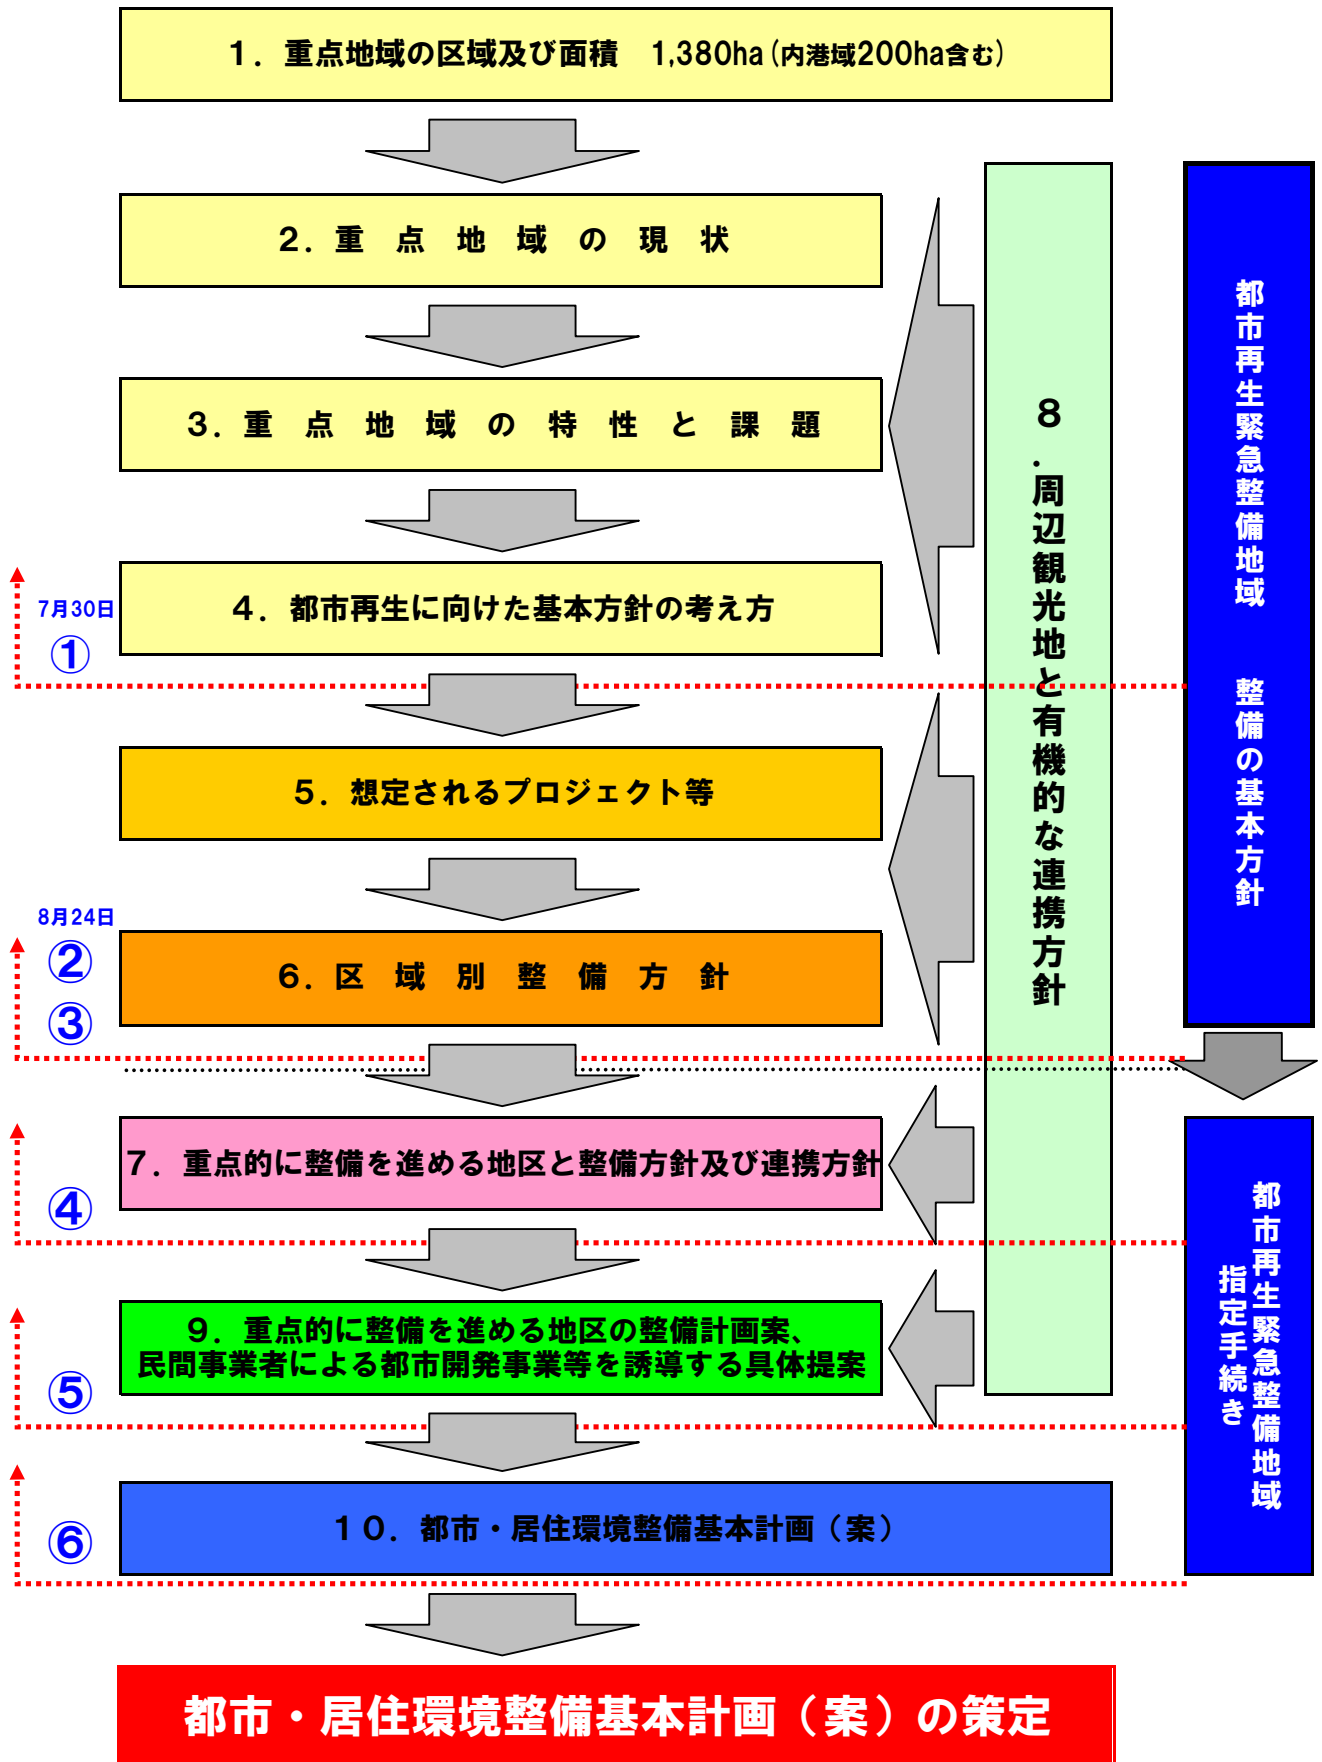 １．重点地域の区域及び面積　1,380ha（内港域200ha含む）
２．重　点　地　域　の　現　状
３．重　点　地　域　の　特　性　と　課　題
7月30日
①
４．都市再生に向けた基本方針の考え方
５．想定されるプロジェクト等
8月24日
②
③
６．区　域　別　整　備　方　針
④
７．重点的に整備を進める地区と整備方針及び連携方針
８．周辺観光地と有機的な連携方針
⑤
９．重点的に整備を進める地区の整備計画案、
民間事業者による都市開発事業等を誘導する具体提案
⑥
１０．都市・居住環境整備基本計画（案）
都市再生緊急整備地域　　整備の基本方針
都市再生緊急整備地域
指定手続き
都市・居住環境整備基本計画（案）の策定